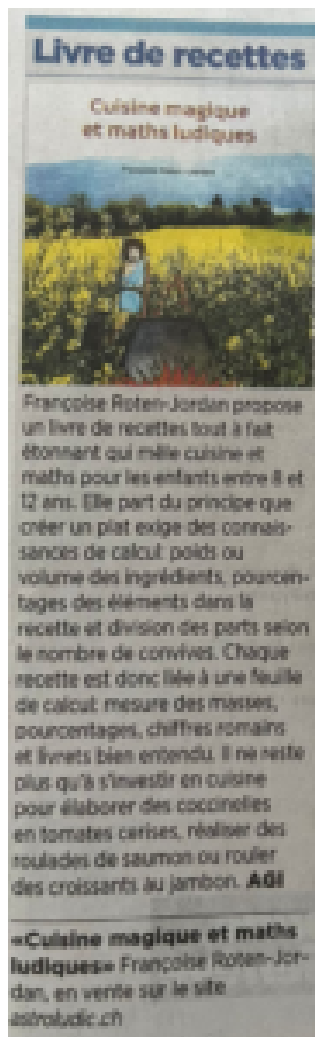 Livre de recettes
Cuisine magique
et maths ludiques
Françoise Roten-Jordan propose
un livre de recettes tout à fait
étonnant qui mêle cuisine et
maths pour les enfants entre 8 et
12 ans. Elle part du principe que
créer un plat exige des connais-
sances de calcul: poids ou
volume des ingrédients, pourcen-
tages des éléments dans la
recette et division des parts selon
le nombre de convives. Chaque
recette est donc liée à une feuille
de calcul: mesure des masses,
pourcentages, chiffres romains
et livrets bien entendu. Il ne reste
plus qu'à s'investir en cuisine
pour élaborer des coccinelles
en tomates cerises, réaliser des
roulades de saumon ou rouler
des croissants au jambon. AGI
«Cuisine magique et maths
ludiques» Françoise Roten-Jor-
dan, en vente sur le site
astroludic.ch